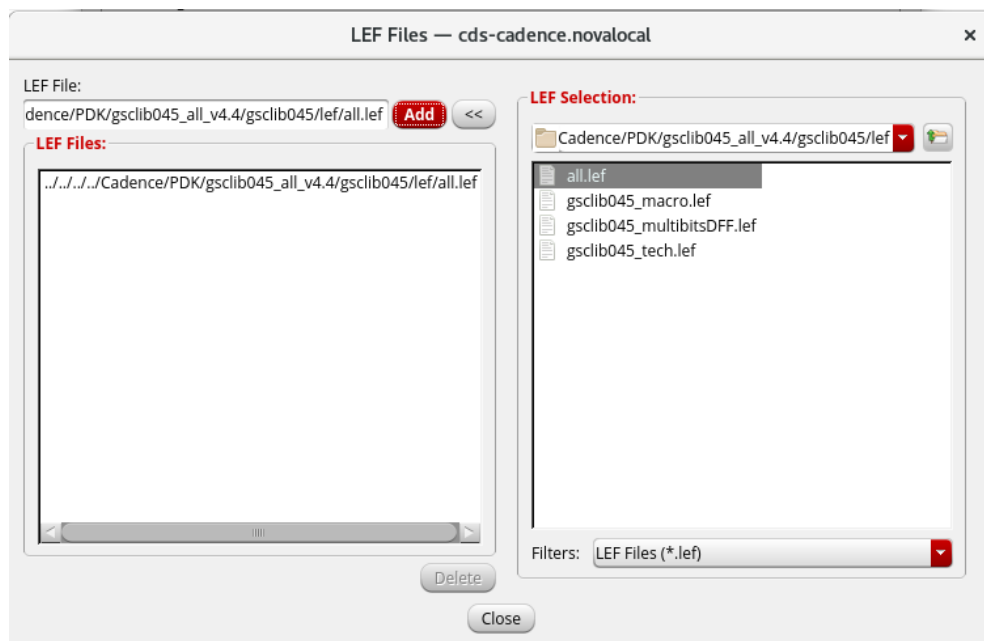 LEF Files — cds-cadence.novalocal
LEF File:
dence/PDK/gsclib045_all_v4.4/gsclib045/lef/all.lef Add <<
LEF Files:
../../../../Cadence/PDK/gsclib045_all_v4.4/gsclib045/lef/all.lef
Delete
LEF Selection:
Cadence/PDK/gsclib045_all_v4.4/gsclib045/lef
all.lef
gsclib045_macro.lef
gsclib045_multibitsDFF.lef
gsclib045_tech.lef
Filters: LEF Files (*.lef)
Close